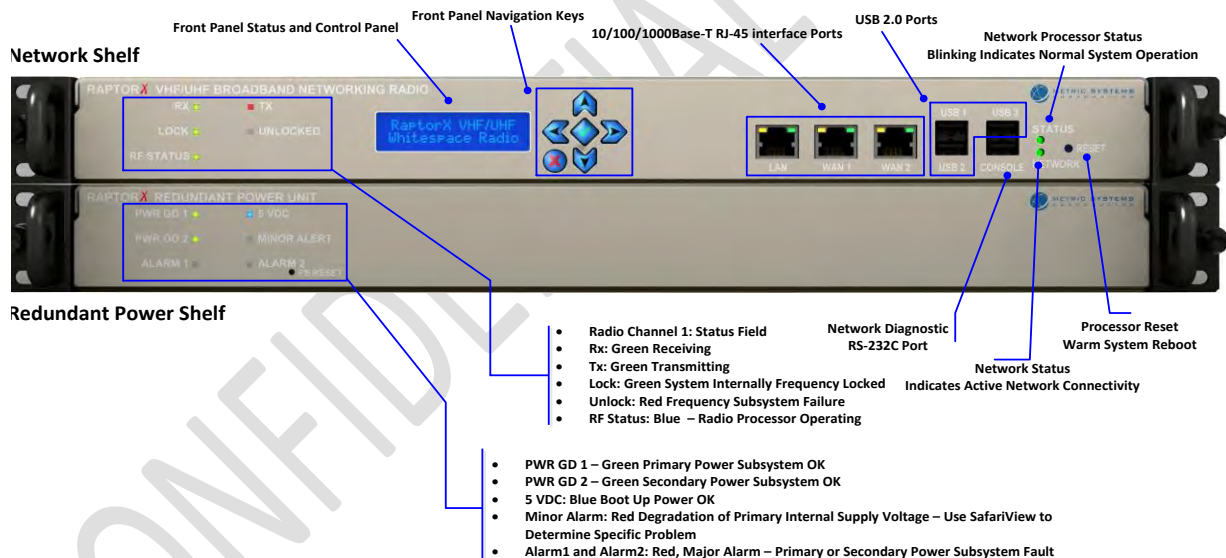 Front Panel Status and Control Panel
Front Panel Navigation Keys
10/100/1000Base-T RJ-45 interface Ports
USB 2.0 Ports
Network Processor Status
Blinking Indicates Normal System Operation
Network Shelf
RAPTORX VHF/UHF BROADBAND NETWORKING RADIO
RX
TX
LOCK
UNLOCKED
RF STATUS
RaptorX VHF/UHF
Whitespace Radio
LAN
WAN 1
WAN 2
USB 1
USB 3
USB 2
CONSOLE
METRIC SYSTEMS
CORPORATION
STATUS
RESET
NETWORK
RAPTORX REDUNDANT POWER UNIT
PWR GD 1
5 VDC
PWR GD 2
MINOR ALERT
ALARM 1
ALARM 2
PB RESET
METRIC SYSTEMS
CORPORATION
Redundant Power Shelf
• Radio Channel 1: Status Field
• Rx: Green Receiving
• Tx: Green Transmitting
• Lock: Green System Internally Frequency Locked
• Unlock: Red Frequency Subsystem Failure
• RF Status: Blue – Radio Processor Operating
Network Diagnostic
RS-232C Port
Network Status
Indicates Active Network Connectivity
Processor Reset
Warm System Reboot
• PWR GD 1 – Green Primary Power Subsystem OK
• PWR GD 2 – Green Secondary Power Subsystem OK
• 5 VDC: Blue Boot Up Power OK
• Minor Alarm: Red Degradation of Primary Internal Supply Voltage – Use SafariView to
Determine Specific Problem
• Alarm1 and Alarm2: Red, Major Alarm – Primary or Secondary Power Subsystem Fault